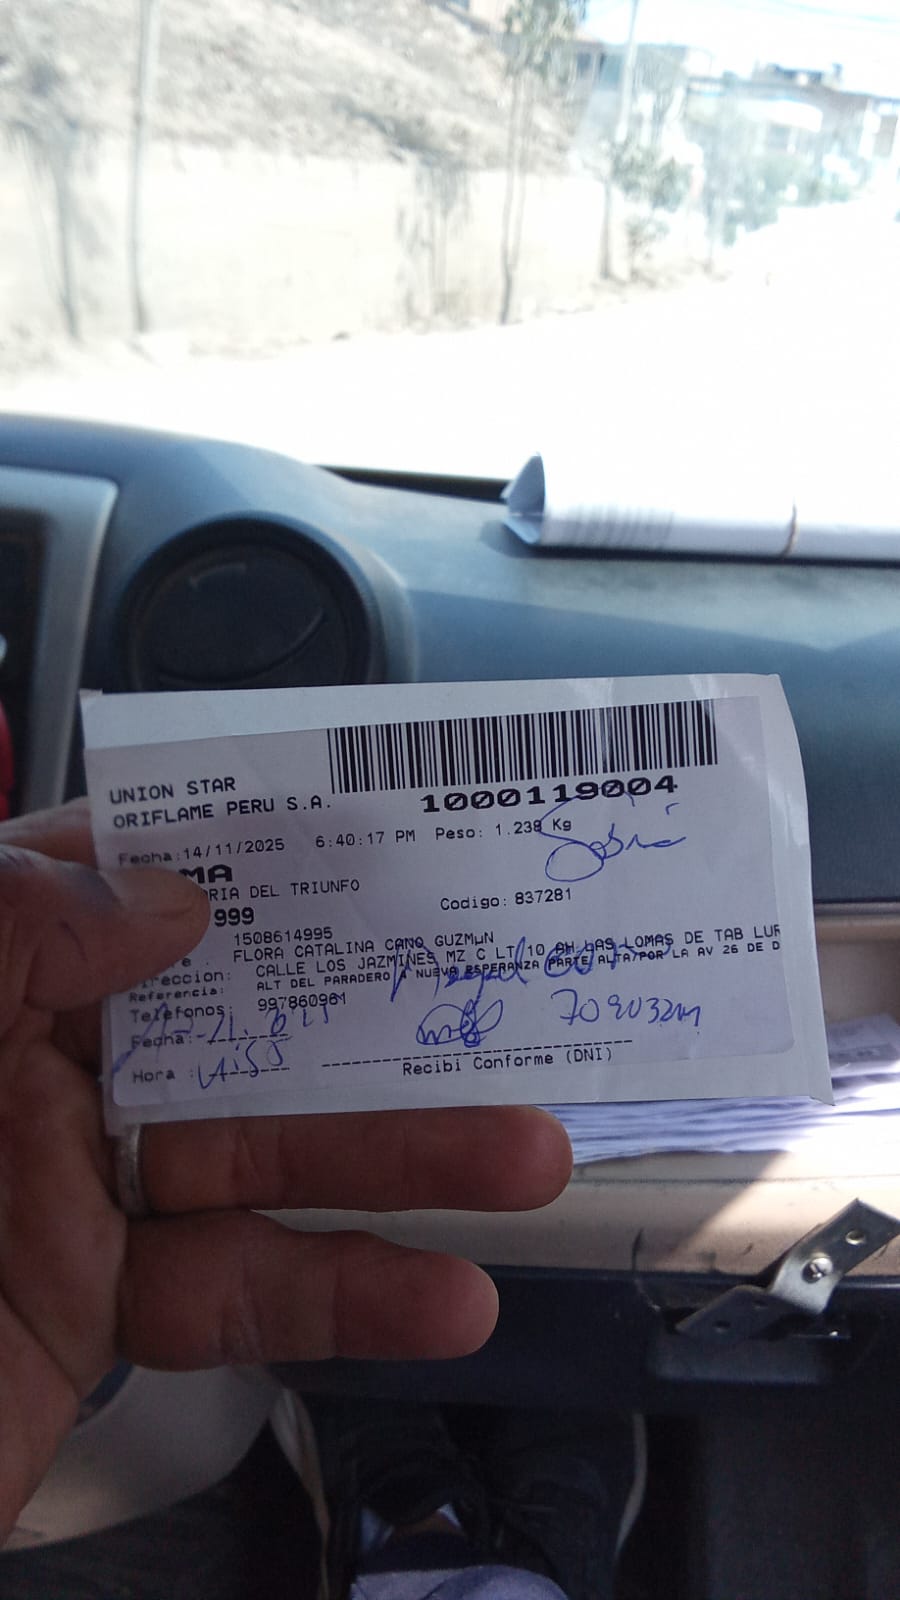 UNION STAR
ORIFLAME PERU S.A.
1000119004
Fecha:14/11/2025 6:40:17 PM Peso: 1.238 Kg
MA
RIA DEL TRIUNFO
999
Codigo: 837281
1508614995
FLORA CATALINA CANO GUZMµN
reccion: CALLE LOS JAZMINES MZ C LT 10 AH LAS LOMAS DE TAB LUR
Referencia: ALT DEL PARADERO A NUEVA ESPERANZA PARTE ALTA/POR LA AV 26 DE D
Telefonos: 997860961
Fecha:
Hora :
Recibi Conforme (DNI)